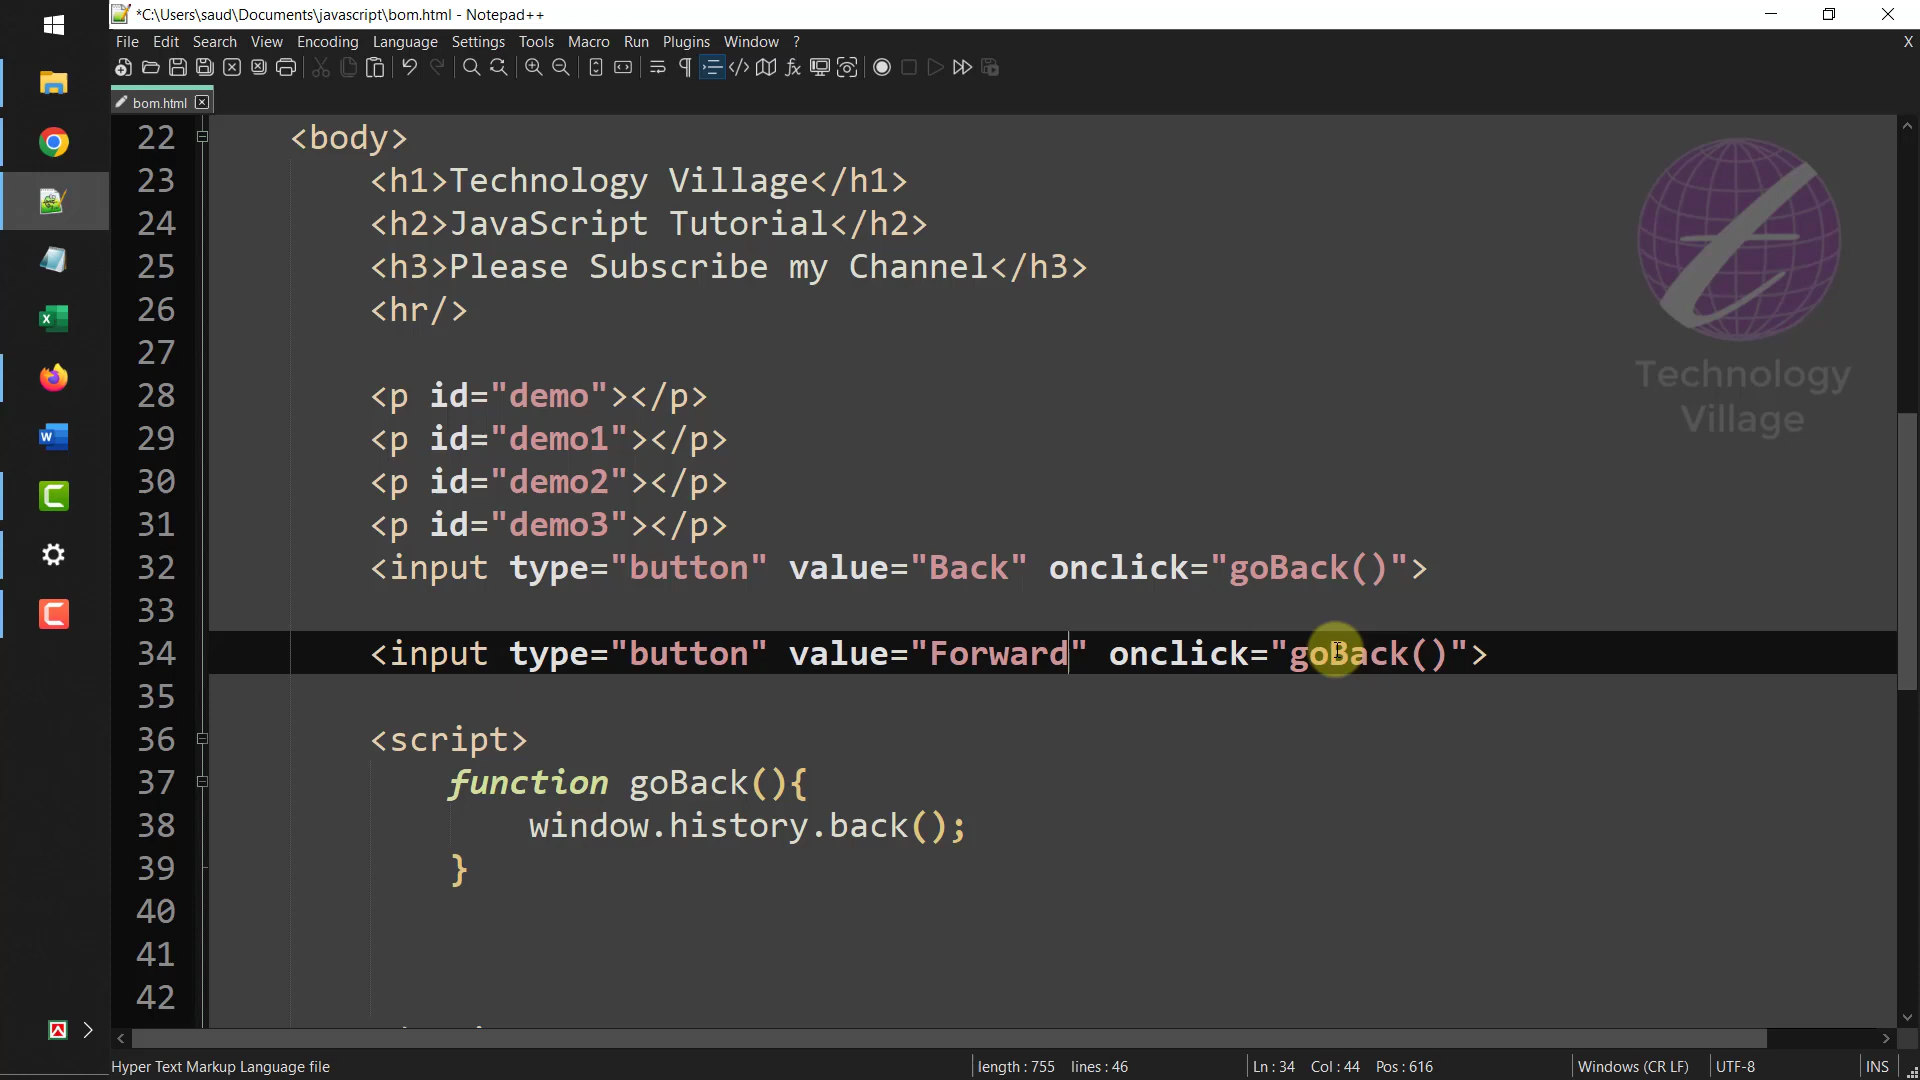 *C:\Users\saud\Documents\javascript\bom.html - Notepad++
File Edit Search View Encoding Language Settings Tools Macro Run Plugins Window ? X
bom.html
22 <body>
23 <h1>Technology Village</h1>
24 <h2>JavaScript Tutorial</h2>
25 <h3>Please Subscribe my Channel</h3>
26 <hr/>
27
28 <p id="demo"></p>
29 <p id="demo1"></p>
30 <p id="demo2"></p>
31 <p id="demo3"></p>
32 <input type="button" value="Back" onclick="goBack()">
33
34 <input type="button" value="Forward" onclick="goBack()">
35
36 <script>
37 function goBack(){
38 window.history.back();
39 }
40
41
42
Technology
Village
Hyper Text Markup Language file length : 755 lines : 46 Ln : 34 Col : 44 Pos : 616 Windows (CR LF) UTF-8 INS